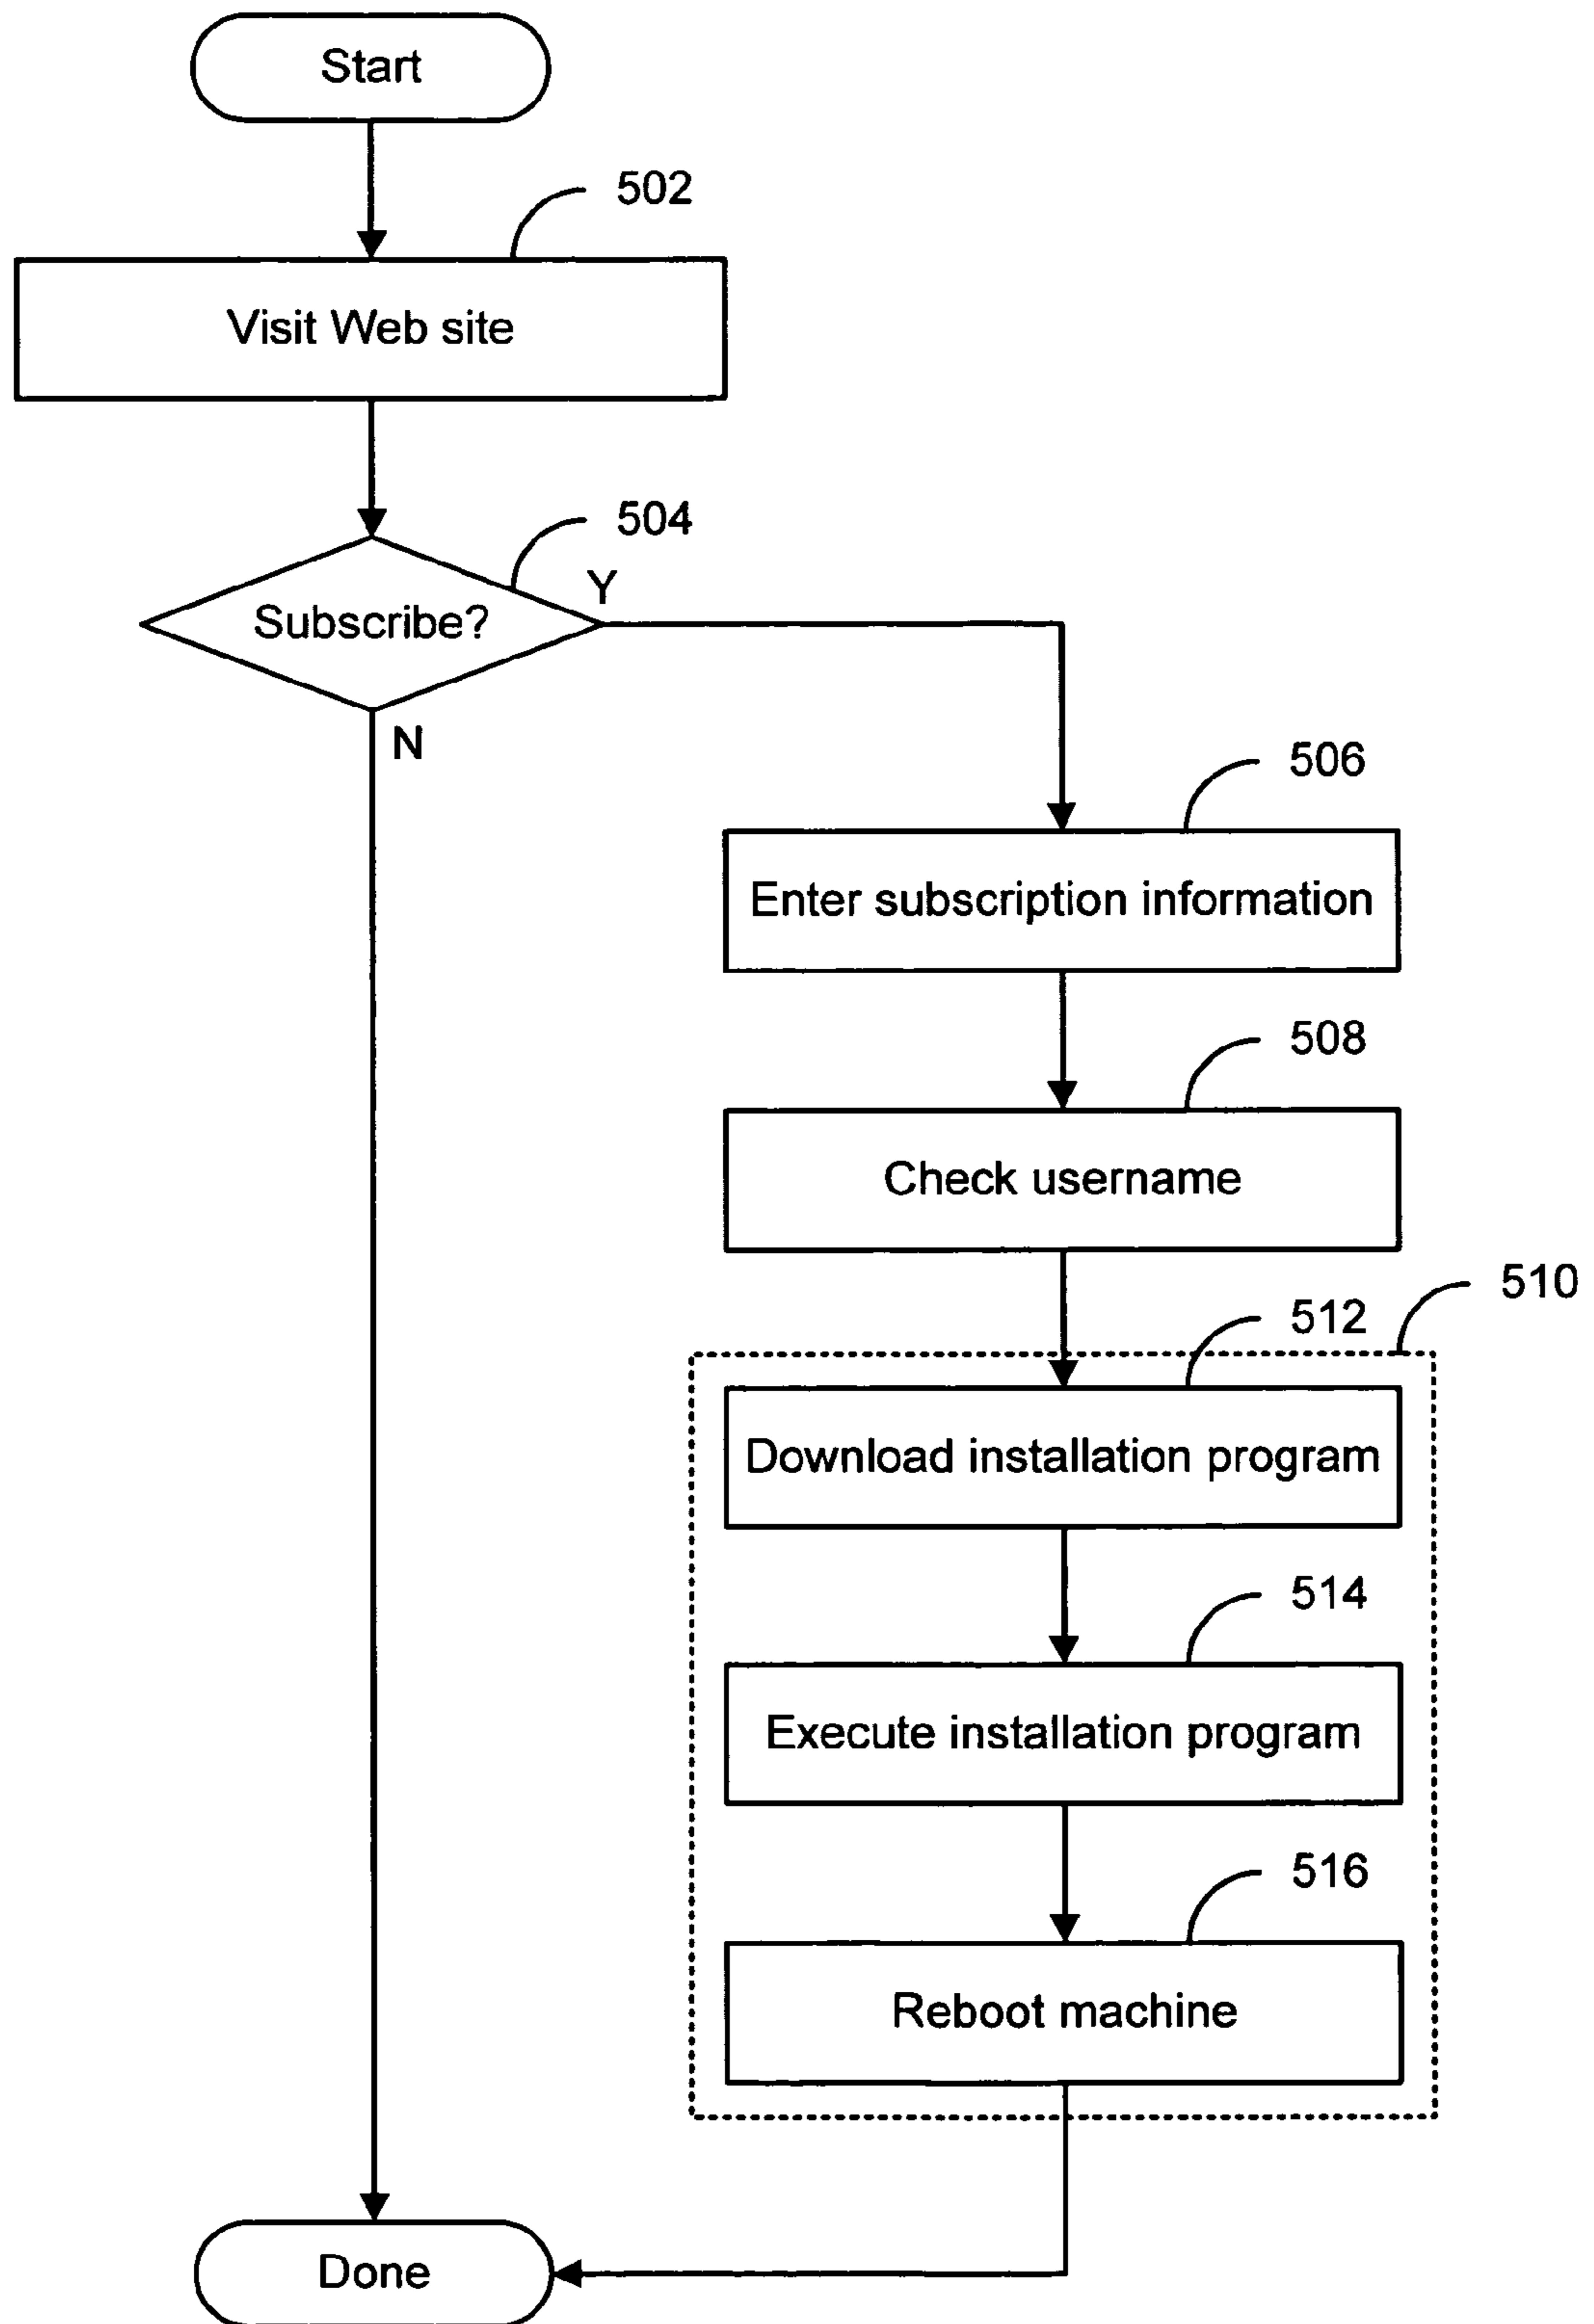 Start
502
Visit Web site
504
Y
Subscribe?
N
506
Enter subscription information
508
Check username
510
512
Download installation program
514
Execute installation program
516
Reboot machine
Done